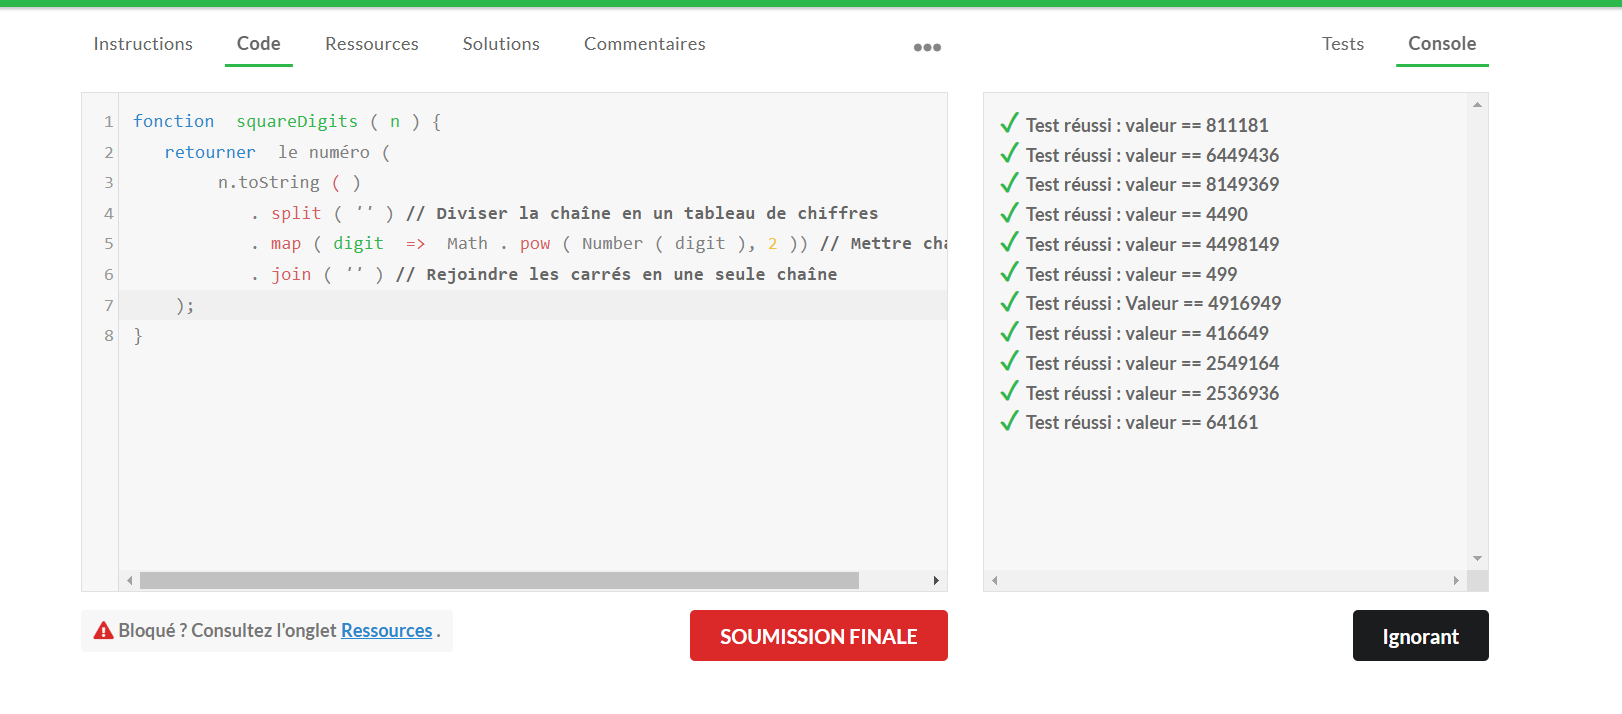 Instructions Code Ressources Solutions Commentaires ••• Tests Console
1 fonction squareDigits ( n ) {
2 retourner le numéro (
3 n.toString ( )
4 . split ( '' ) // Diviser la chaîne en un tableau de chiffres
5 . map ( digit => Math . pow ( Number ( digit ), 2 )) // Mettre
6 . join ( '' ) // Rejoindre les carrés en une seule chaîne
7 );
8 }
Test réussi : valeur == 811181
Test réussi : valeur == 6449436
Test réussi : valeur == 8149369
Test réussi : valeur == 4490
Test réussi : valeur == 4498149
Test réussi : valeur == 499
Test réussi : Valeur == 4916949
Test réussi : valeur == 416649
Test réussi : valeur == 2549164
Test réussi : valeur == 2536936
Test réussi : valeur == 64161
Bloqué ? Consultez l'onglet Ressources .
SOUMISSION FINALE
Ignorant